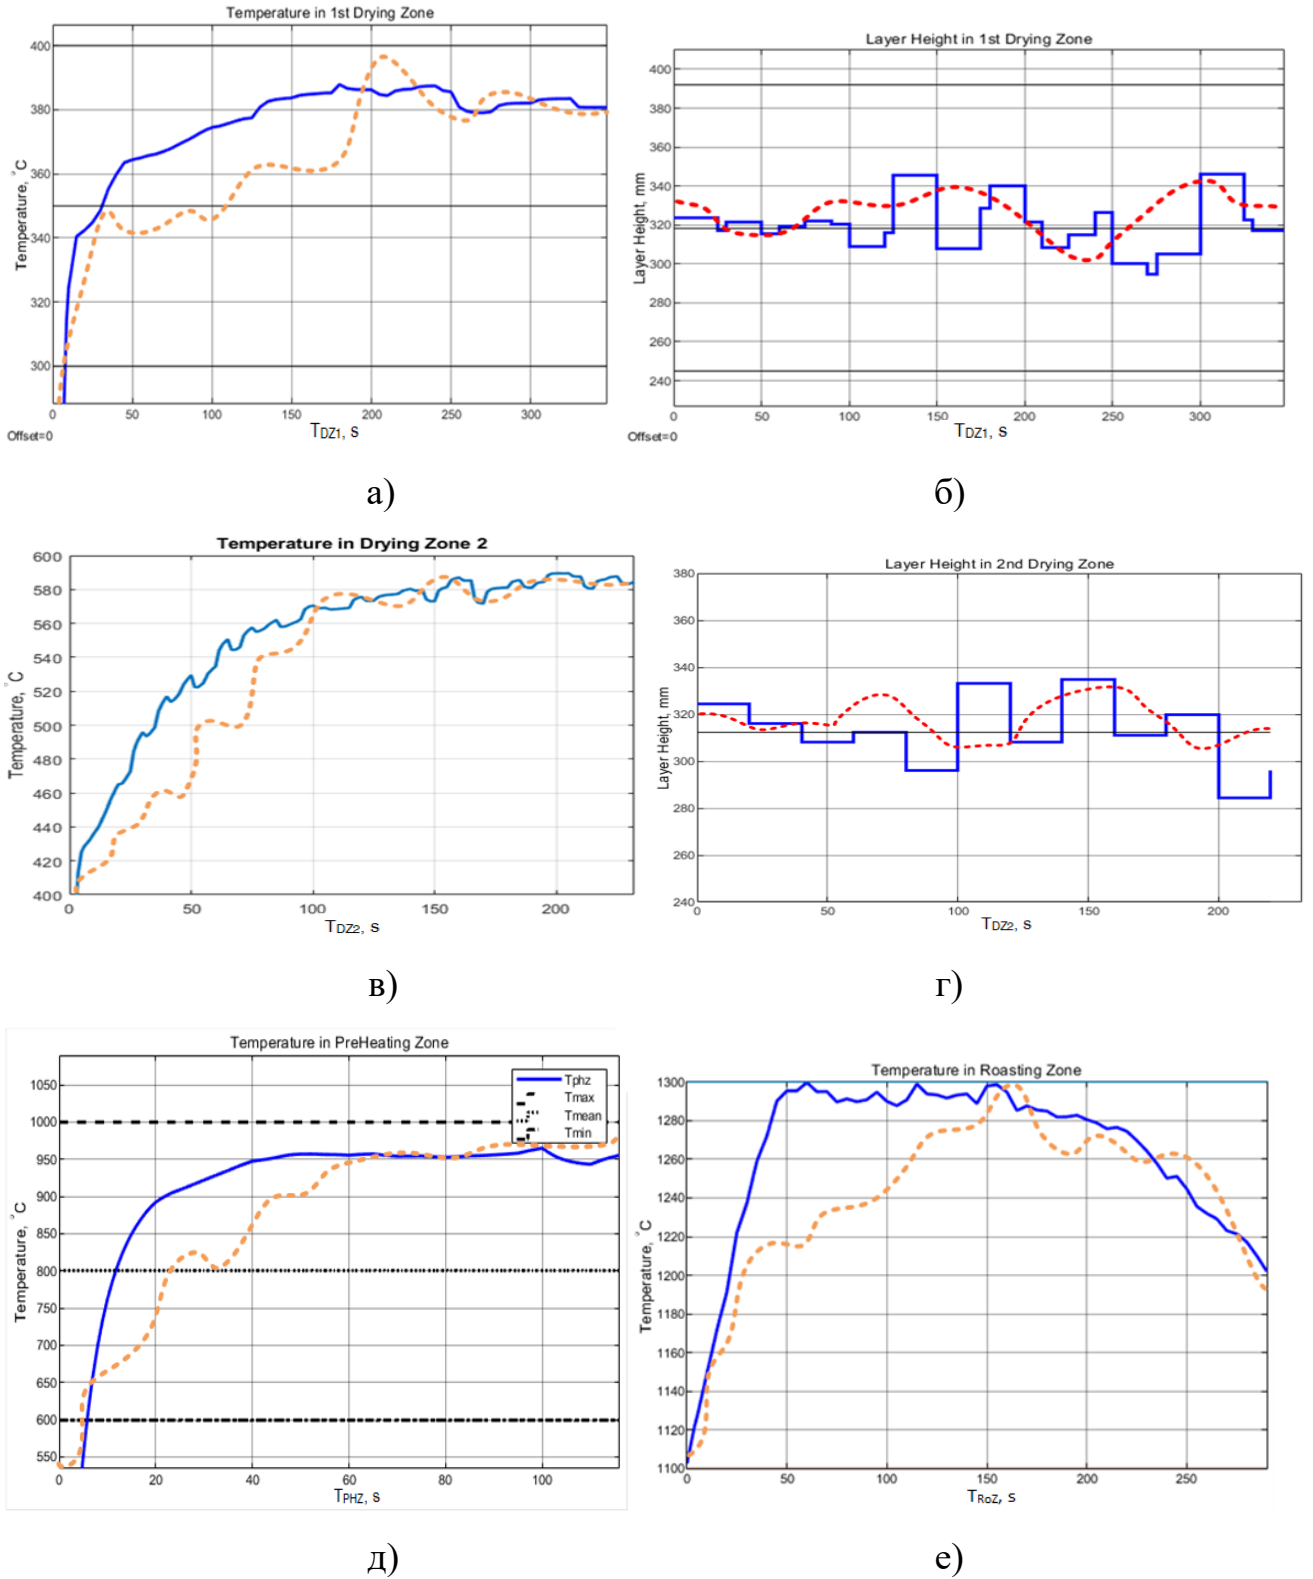 Temperature in 1st Drying Zone
400
380
360
340
320
300
Temperature, °C
0 50 100 150 200 250 300
Offset=0
T_DZ1, s
а)
Layer Height in 1st Drying Zone
400
380
360
340
320
300
280
260
240
Layer Height, mm
0 50 100 150 200 250 300
Offset=0
T_DZ1, s
б)
Temperature in Drying Zone 2
600
580
560
540
520
500
480
460
440
420
400
Temperature, °C
0 50 100 150 200
T_DZ2, s
в)
Layer Height in 2nd Drying Zone
380
360
340
320
300
280
260
240
Layer Height, mm
0 50 100 150 200
T_DZ2, s
г)
Temperature in PreHeating Zone
1050
1000
950
900
850
800
750
700
650
600
550
Temperature, °C
Tphz
Tmax
Tmean
Tmin
0 20 40 60 80 100
T_PHZ, s
д)
Temperature in Roasting Zone
1300
1280
1260
1240
1220
1200
1180
1160
1140
1120
1100
Temperature, °C
0 50 100 150 200 250
T_RoZ, s
е)